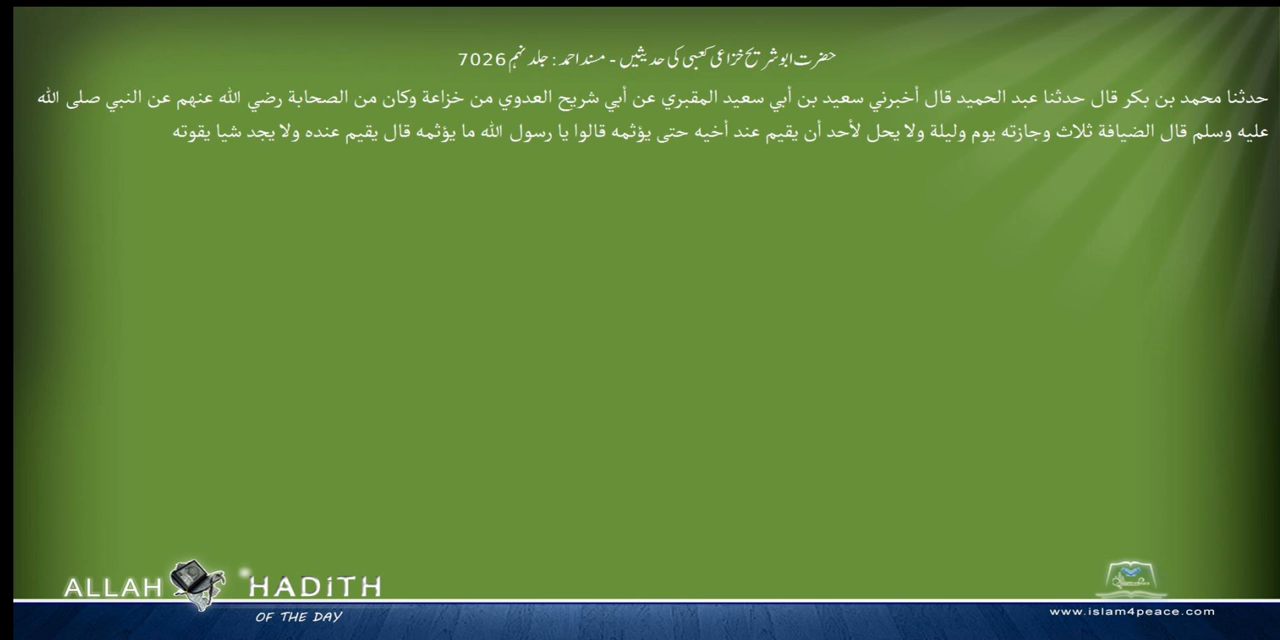 حضرت ابوشریح خزاعی کعبی کی حدیثیں - مسند احمد : جلد نہم 7026
حدثنا محمد بن بكر قال حدثنا عبد الحميد قال أخبرني سعيد بن أبي سعيد المقبري عن أبي شريح العدوي من خزاعة وكان من الصحابة رضي الله عنهم عن النبي صلى الله
عليه وسلم قال الضيافة ثلاث وجازته يوم وليلة ولا يحل لأحد أن يقيم عند أخيه حتى يؤثمه قالوا يا رسول الله ما يؤثمه قال يقيم عنده ولا يجد شيا يقوته
ALLAH HADITH
OF THE DAY
www.islam4peace.com